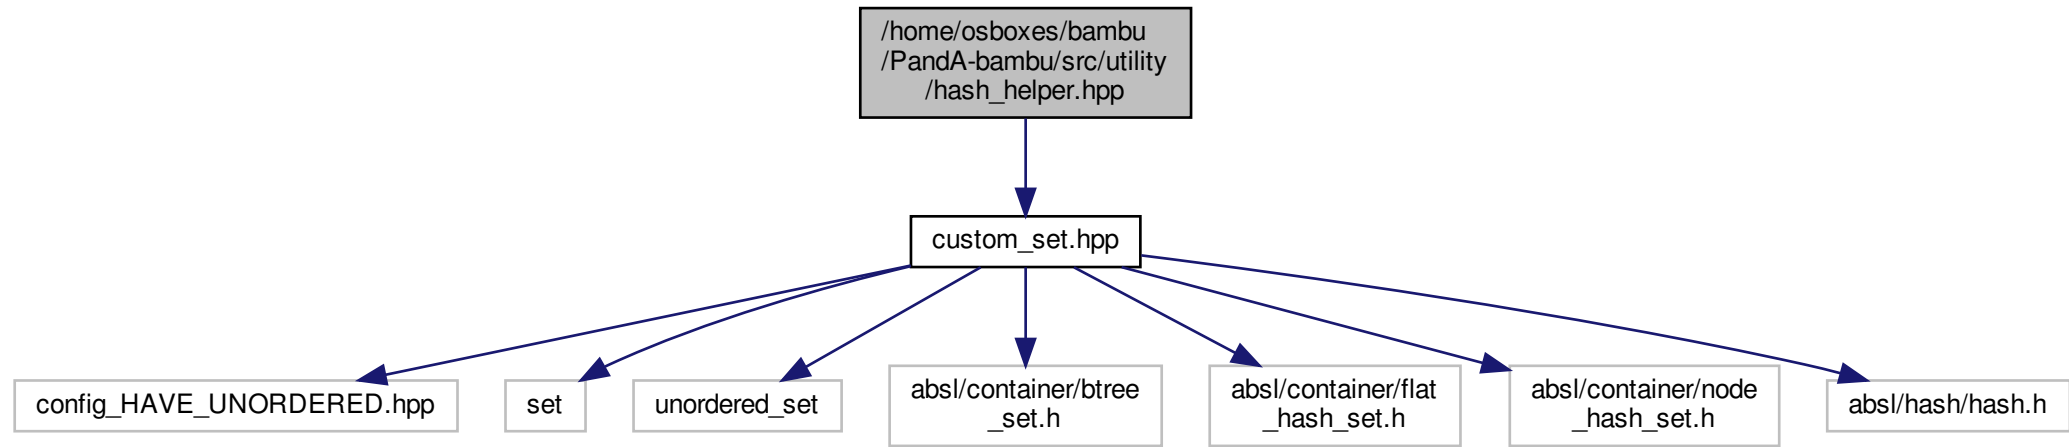 /home/osboxes/bambu
/PandA-bambu/src/utility
/hash_helper.hpp
custom_set.hpp
config_HAVE_UNORDERED.hpp
set
unordered_set
absl/container/btree
_set.h
absl/container/flat
_hash_set.h
absl/container/node
_hash_set.h
absl/hash/hash.h